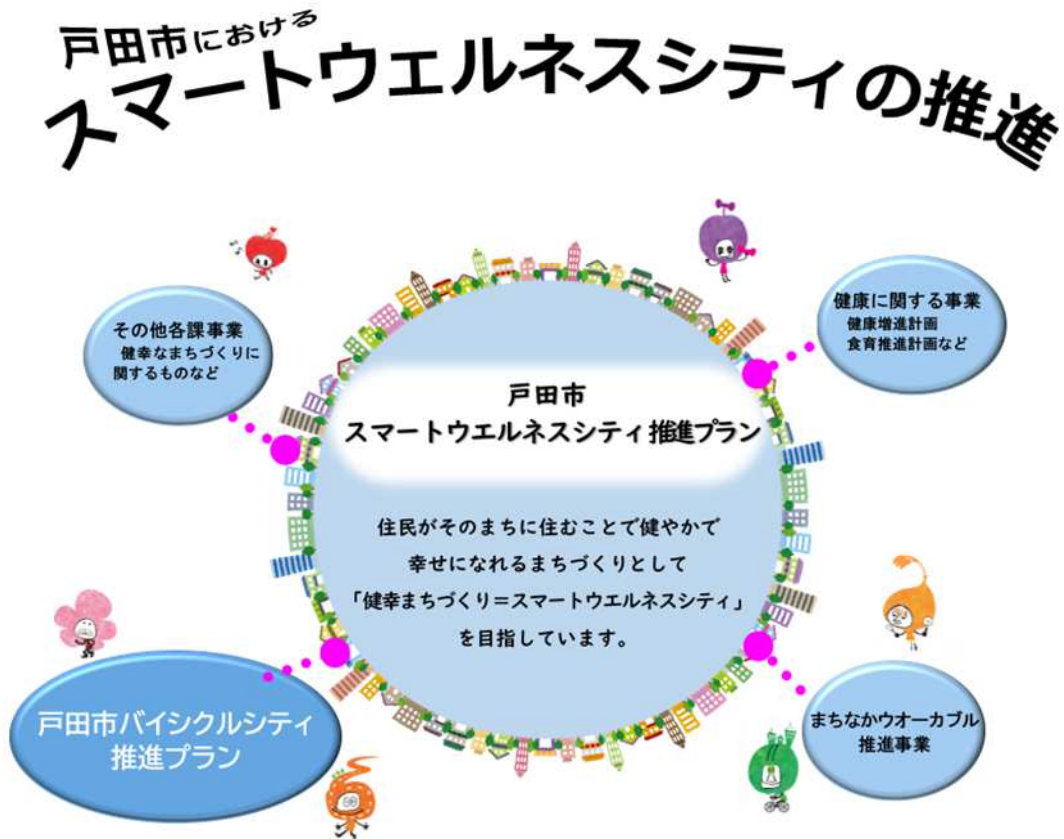 戸田市における
スマートウェルネスシティの推進
その他各課事業
健幸なまちづくりに
関するものなど
健康に関する事業
健康増進計画
食育推進計画など
戸田市
スマートウエルネスシティ推進プラン
住民がそのまちに住むことで健やかで
幸せになれるまちづくりとして
「健幸まちづくり＝スマートウエルネスシティ」
を目指しています。
戸田市バイシクルシティ
推進プラン
まちなかウオーカブル
推進事業